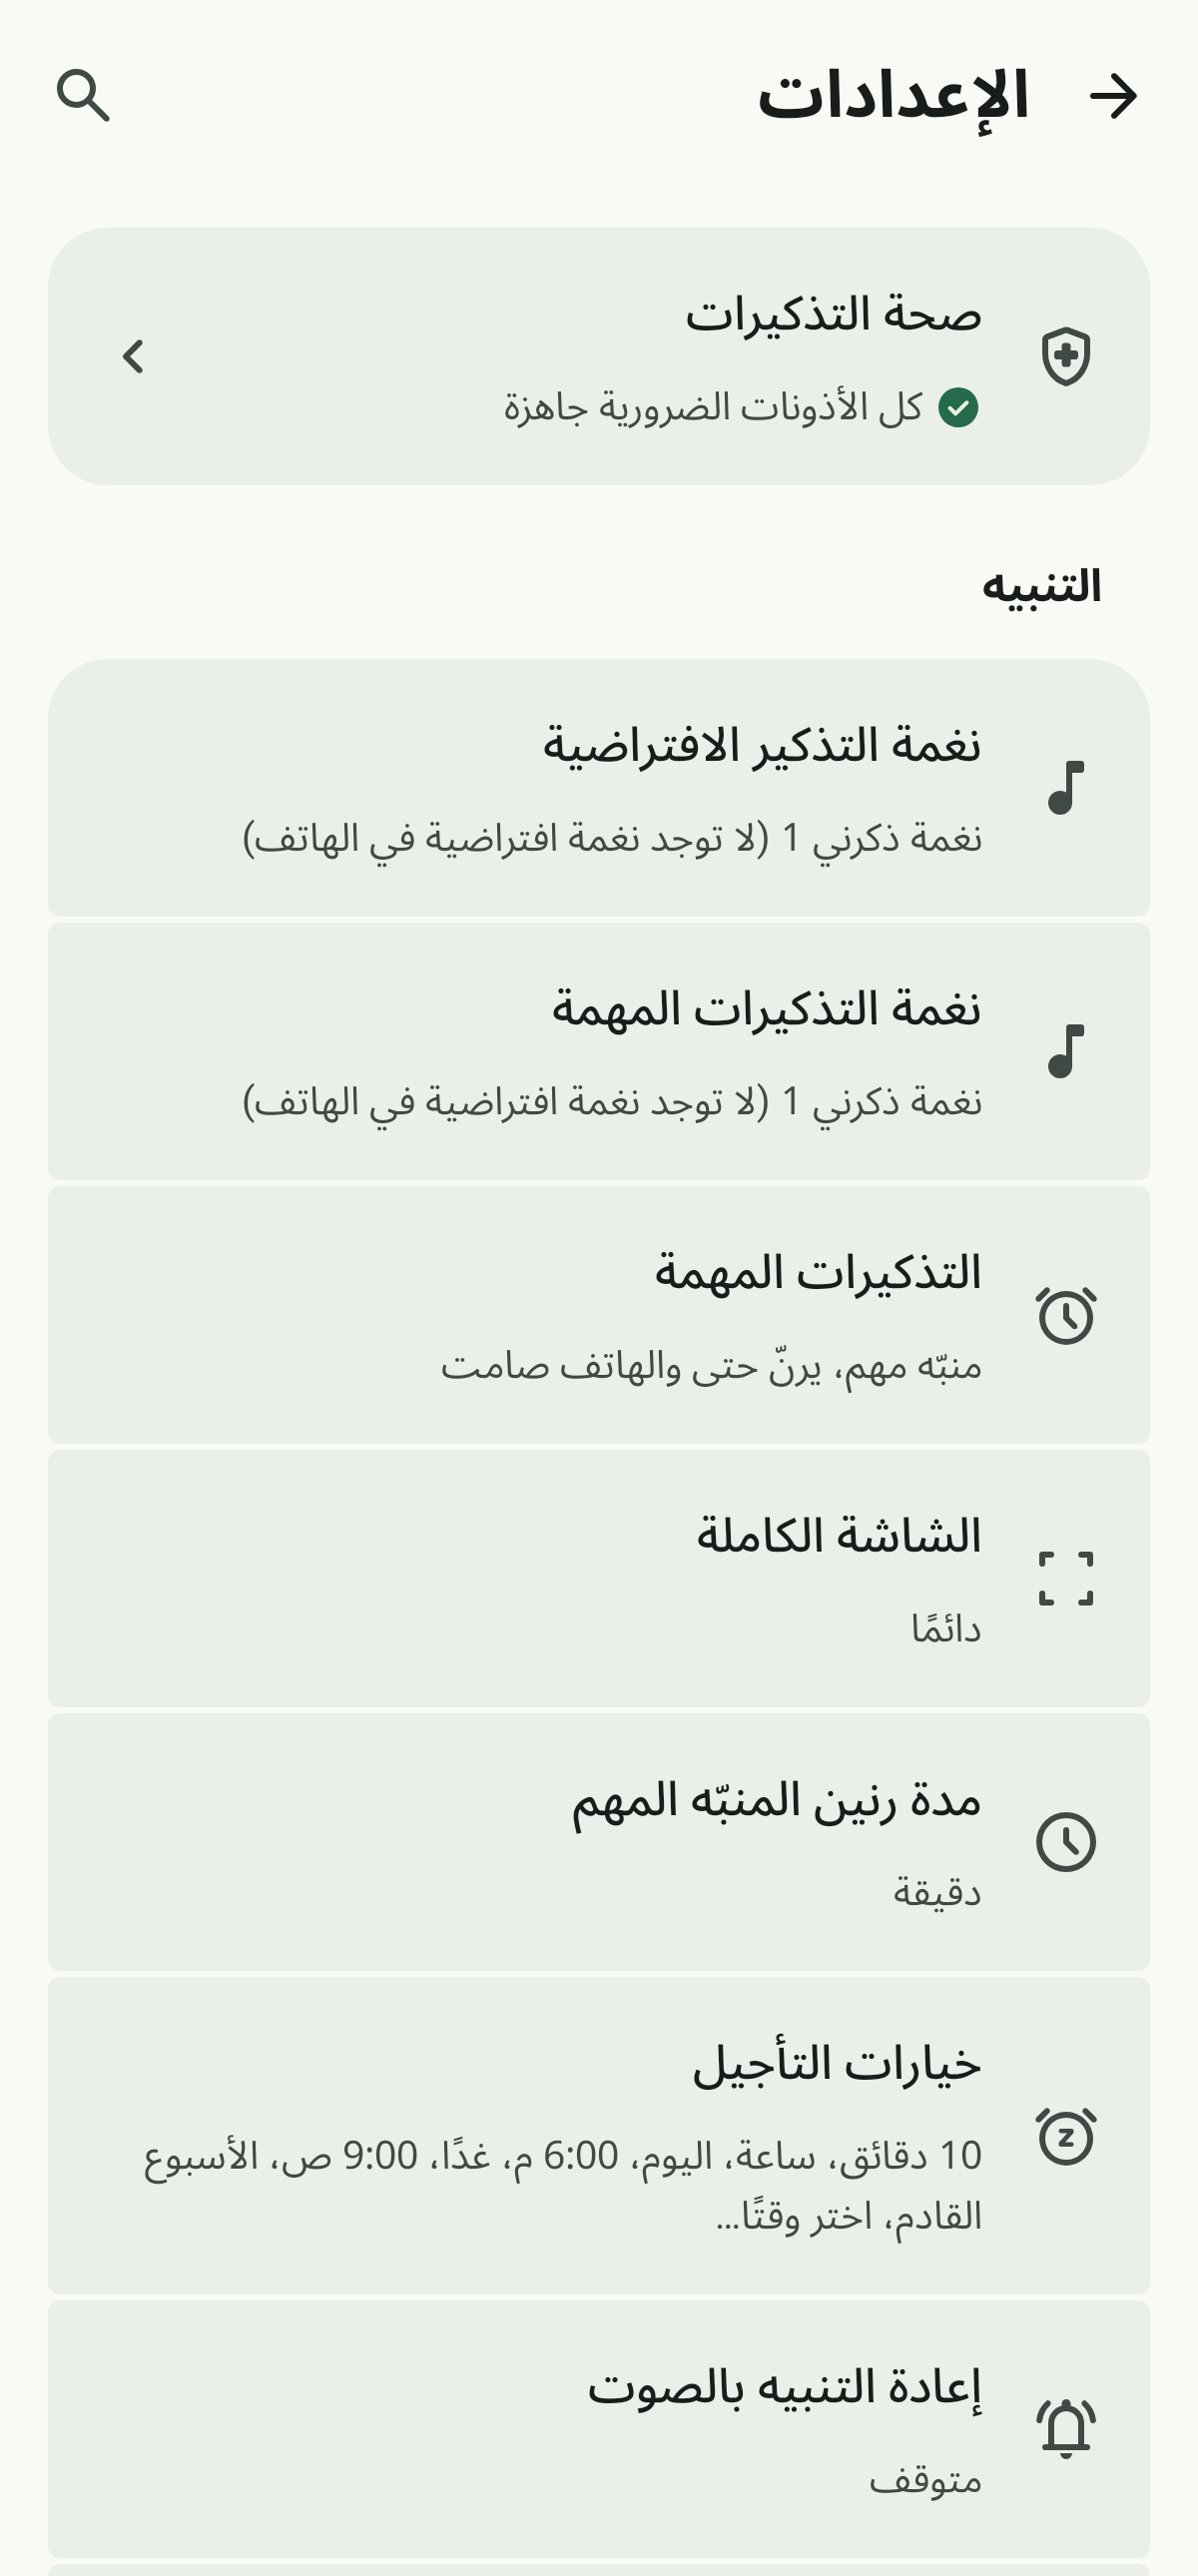 الإعدادات
صحة التذكيرات
كل الأذونات الضرورية جاهزة
التنبيه
نغمة التذكير الافتراضية
نغمة ذكرني 1 (لا توجد نغمة افتراضية في الهاتف)
نغمة التذكيرات المهمة
نغمة ذكرني 1 (لا توجد نغمة افتراضية في الهاتف)
التذكيرات المهمة
منبّه مهم، يرنّ حتى والهاتف صامت
الشاشة الكاملة
دائمًا
مدة رنين المنبّه المهم
دقيقة
خيارات التأجيل
10 دقائق، ساعة، اليوم، 6:00 م، غدًا، 9:00 ص، الأسبوع
القادم، اختر وقتًا...
إعادة التنبيه بالصوت
متوقف